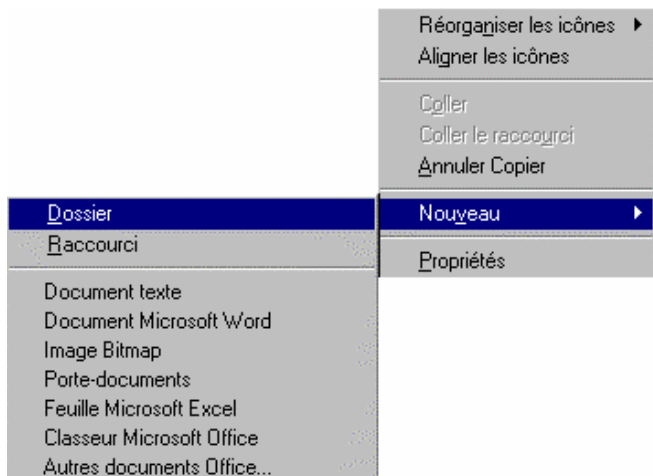 Réorganiser les icônes
Aligner les icônes
Coller
Coller le raccourci
Annuler Copier
Nouveau
Propriétés
Dossier
Raccourci
Document texte
Document Microsoft Word
Image Bitmap
Porte-documents
Feuille Microsoft Excel
Classeur Microsoft Office
Autres documents Office...